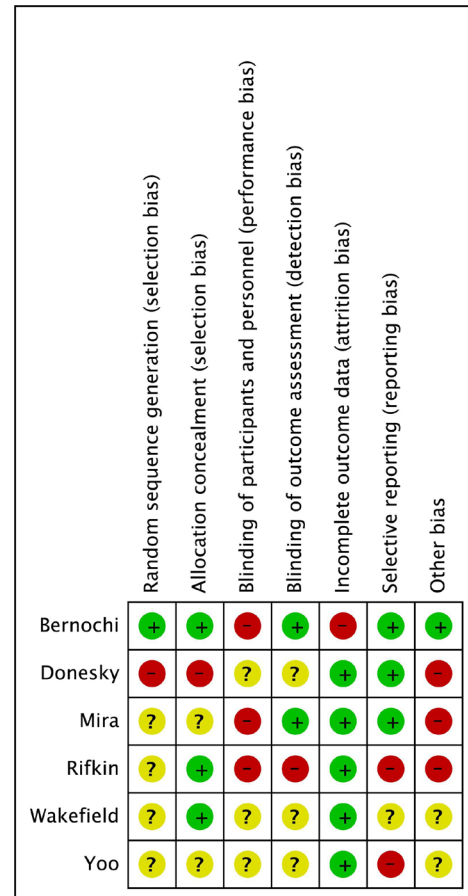 Random sequence generation (selection bias)
Allocation concealment (selection bias)
Blinding of participants and personnel (performance bias)
Blinding of outcome assessment (detection bias)
Incomplete outcome data (attrition bias)
Selective reporting (reporting bias)
Other bias
Bernochi + + - + - + +
Donesky - - ? ? + + -
Mira ? ? - + + + -
Rifkin ? + - - + - -
Wakefield ? + ? ? + ? ?
Yoo ? ? ? ? + - ?